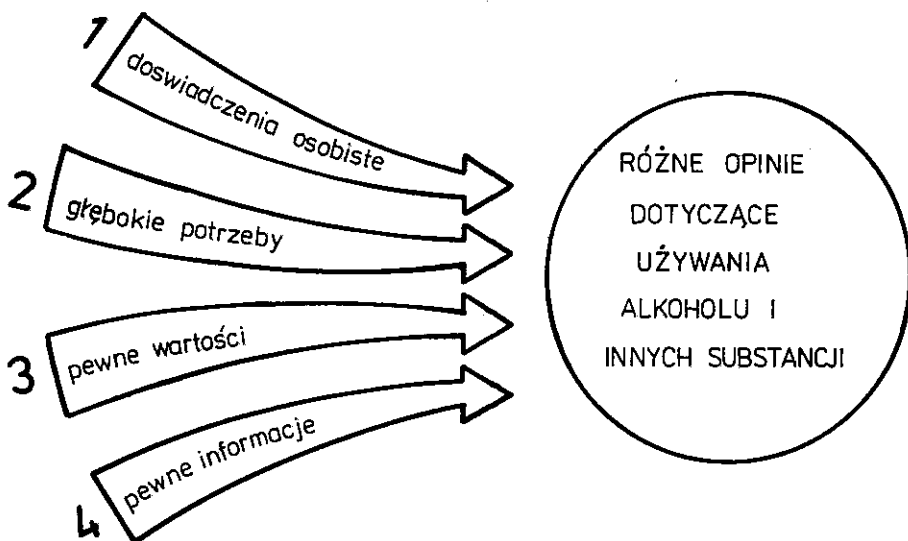 1
doswiadczenia osobiste
2
głębokie potrzeby
3
pewne wartości
4
pewne informacje
RÓŻNE OPINIE
DOTYCZĄCE
UŻYWANIA
ALKOHOLU I
INNYCH SUBSTANCJI